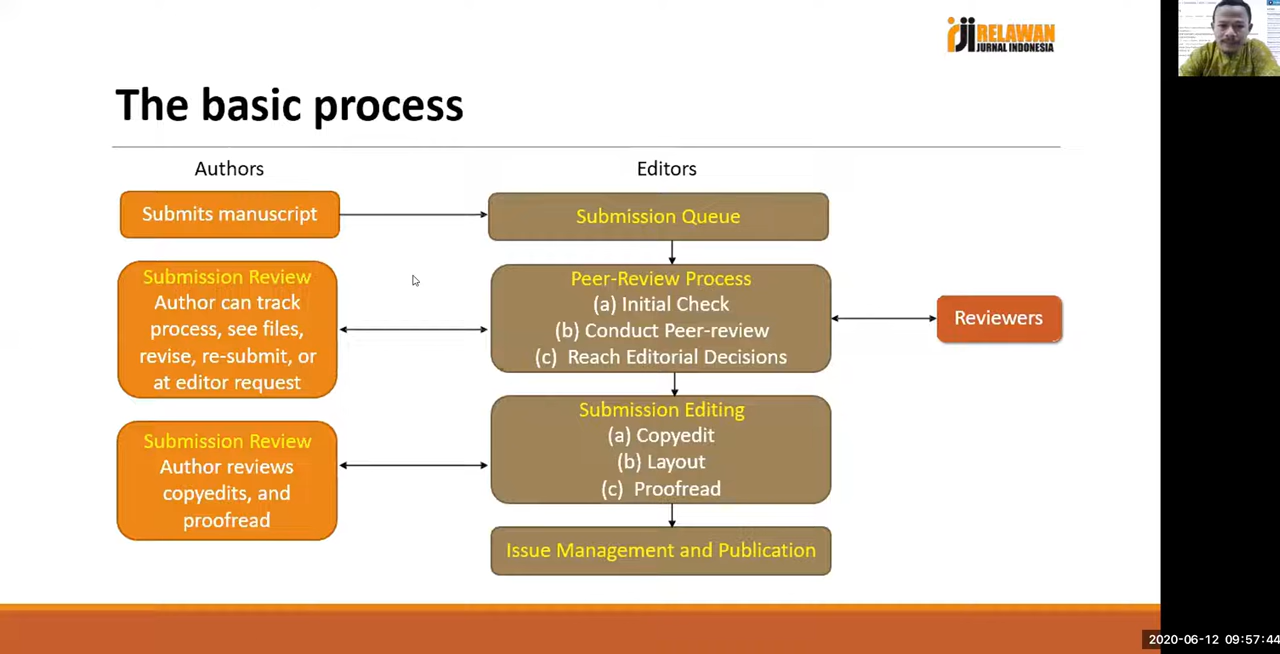 rji RELAWAN
JURNAL INDONESIA
The basic process
Authors
Editors
Submits manuscript
Submission Queue
Submission Review
Author can track
process, see files,
revise, re-submit, or
at editor request
Peer-Review Process
(a) Initial Check
(b) Conduct Peer-review
(c) Reach Editorial Decisions
Reviewers
Submission Review
Author reviews
copyedits, and
proofread
Submission Editing
(a) Copyedit
(b) Layout
(c) Proofread
Issue Management and Publication
2020-06-12 09:57:44